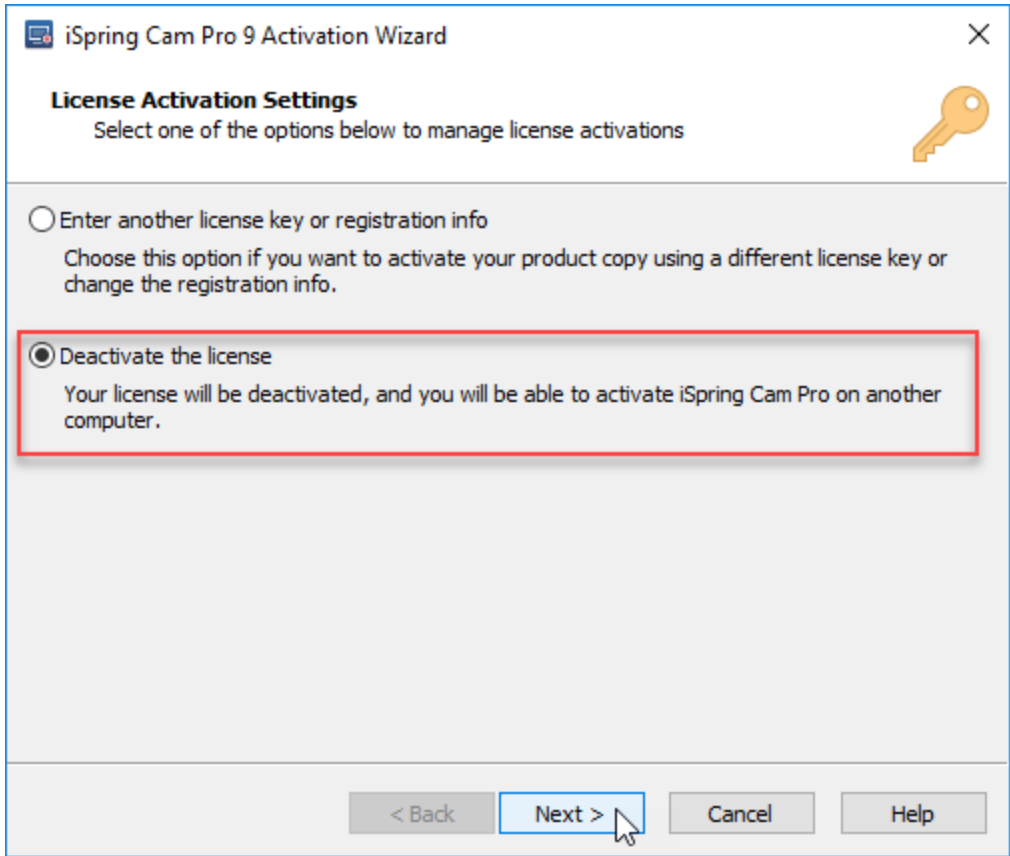 iSpring Cam Pro 9 Activation Wizard
License Activation Settings
Select one of the options below to manage license activations
Enter another license key or registration info
Choose this option if you want to activate your product copy using a different license key or
change the registration info.
Deactivate the license
Your license will be deactivated, and you will be able to activate iSpring Cam Pro on another
computer.
< Back Next > Cancel Help